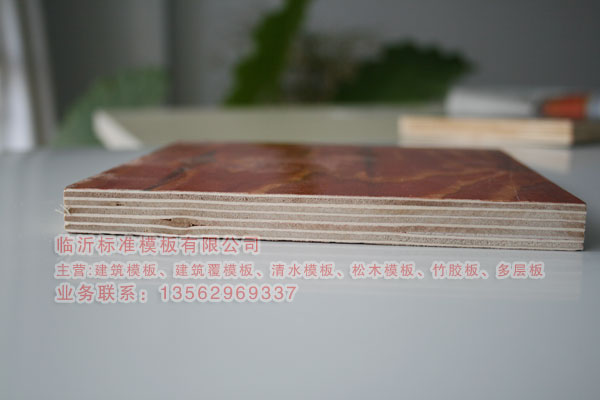 临沂标准模板有限公司
主营:建筑模板、建筑覆模板、清水模板、松木模板、竹胶板、多层板
业务联系：13562969337